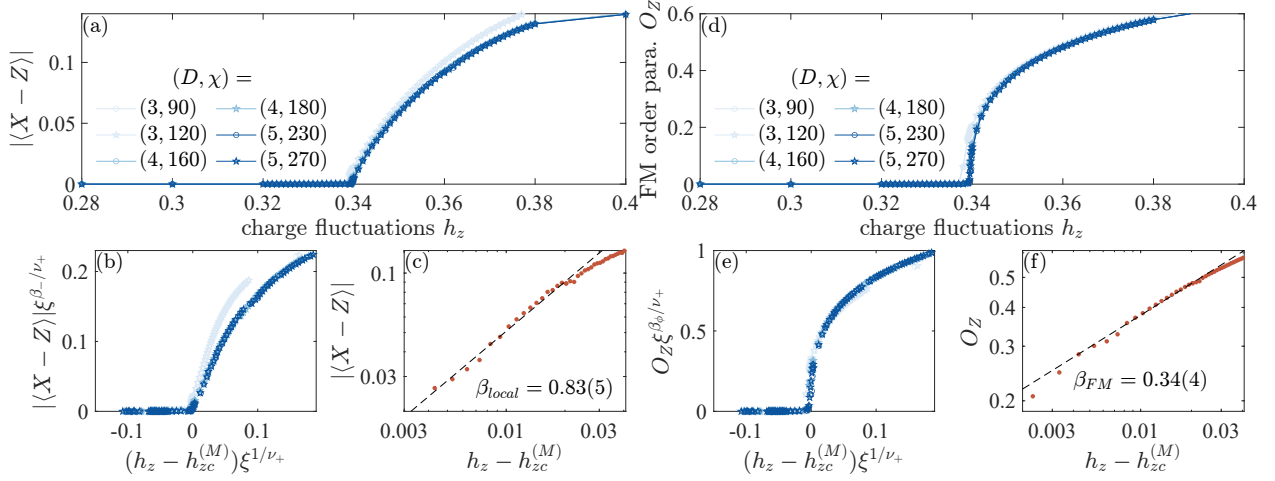 (a)
|⟨X − Z⟩|
0.1
0.05
0
(D, χ) =
(3, 90)
(4, 180)
(3, 120)
(5, 230)
(4, 160)
(5, 270)
0.28 0.3 0.32 0.34 0.36 0.38 0.4
charge fluctuations h_z
(d)
FM order para. O_Z
0.6
0.4
0.2
0
(D, χ) =
(3, 90)
(4, 180)
(3, 120)
(5, 230)
(4, 160)
(5, 270)
0.28 0.3 0.32 0.34 0.36 0.38 0.4
charge fluctuations h_z
(b)
|⟨X − Z⟩|ξ^{β_−/ν_+}
0.2
0.1
0
-0.1 0 0.1
(h_z − h_{zc}^{(M)})ξ^{1/ν_+}
(c)
|⟨X − Z⟩|
0.1
0.03
β_{local} = 0.83(5)
0.003 0.01 0.03
h_z − h_{zc}^{(M)}
(e)
O_Zξ^{β_ϕ/ν_+}
1
0.5
0
-0.1 0 0.1
(h_z − h_{zc}^{(M)})ξ^{1/ν_+}
(f)
O_Z
0.5
0.4
0.3
0.2
β_{FM} = 0.34(4)
0.003 0.01 0.03
h_z − h_{zc}^{(M)}